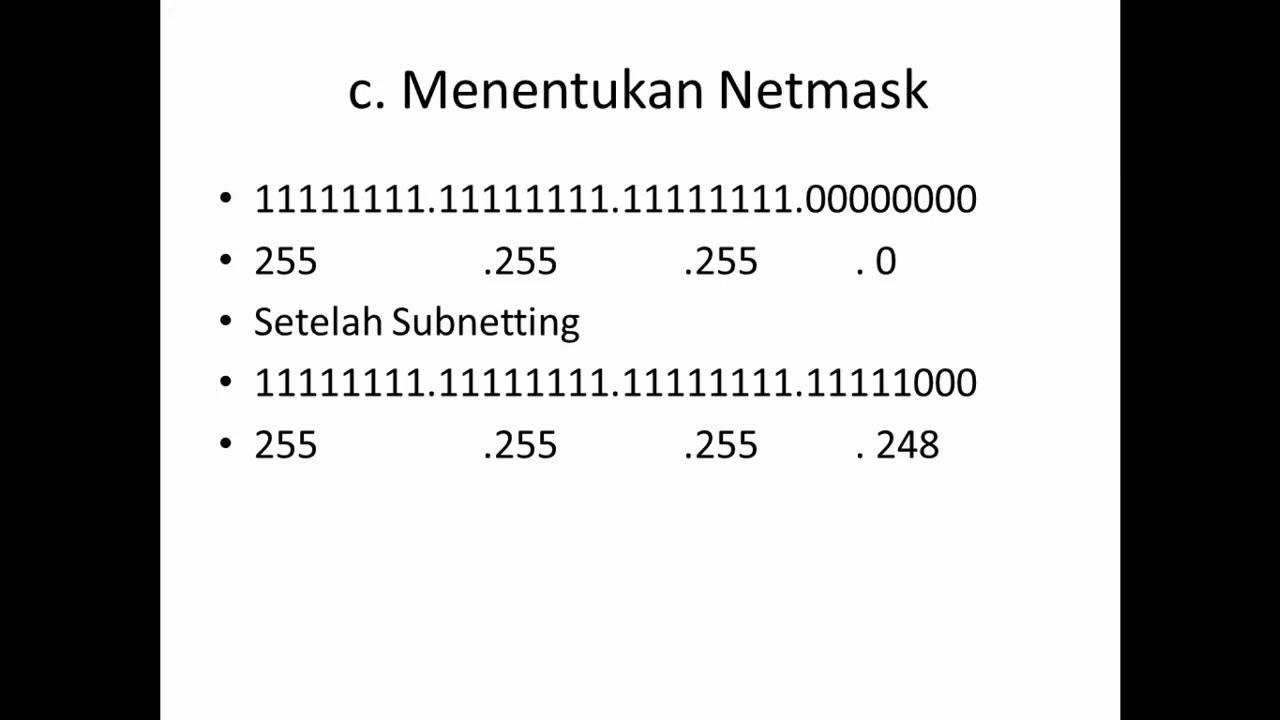 c. Menentukan Netmask
• 11111111.11111111.11111111.00000000
• 255 .255 .255 . 0
• Setelah Subnetting
• 11111111.11111111.11111111.11111000
• 255 .255 .255 . 248